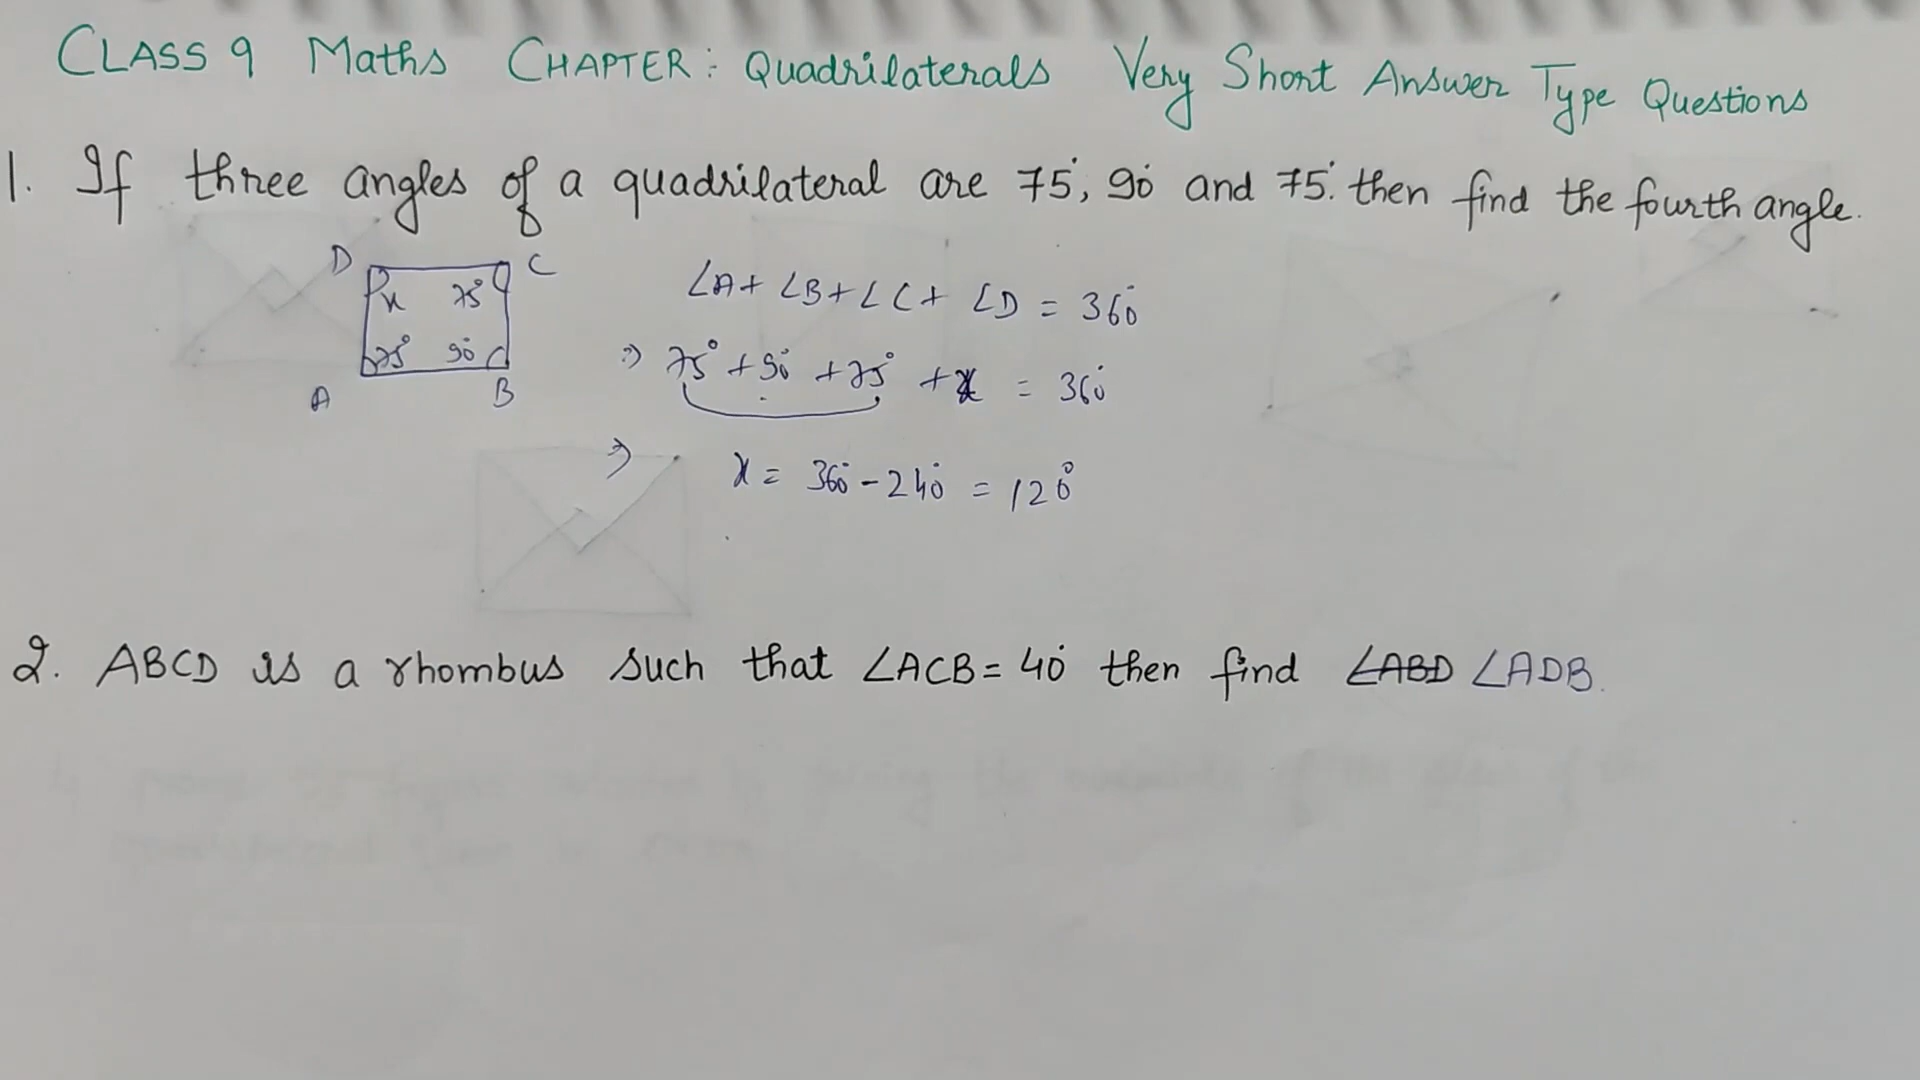 CLASS 9 Maths CHAPTER: Quadrilaterals Very Short Answer Type Questions
1. If three angles of a quadrilateral are 75°, 90° and 75°. then find the fourth angle.
D C
x 75°
75° 90°
A B
∠A+ ∠B+∠C+ ∠D = 360°
⇒ 75° + 90° + 75° + x = 360°
⇒ x = 360° - 240° = 120°
2. ABCD is a rhombus such that ∠ACB = 40° then find ∠ABD ∠ADB.